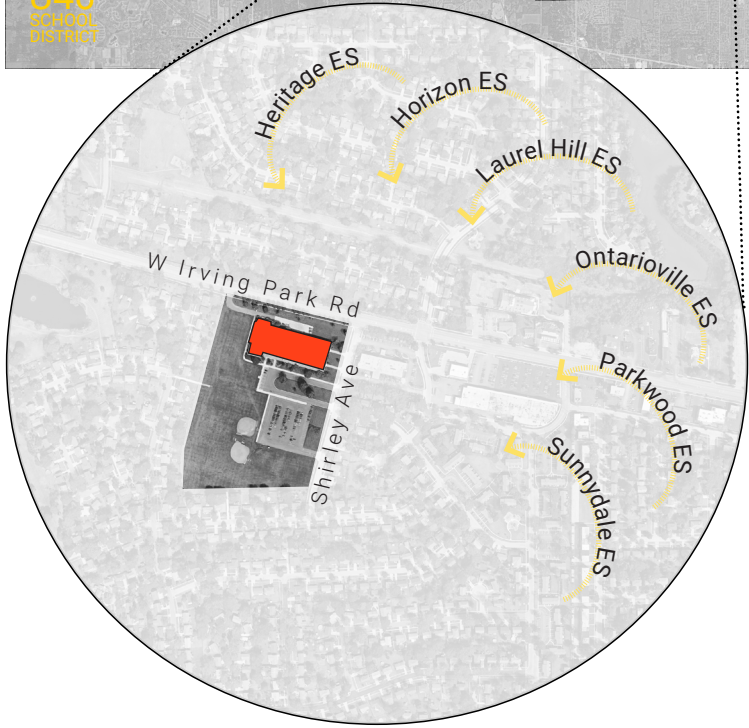 SCHOOL
DISTRICT
Heritage ES
Horizon ES
Laurel Hill ES
Ontarioville ES
W Irving Park Rd
Parkwood ES
Shirley Ave
Sunnydale ES